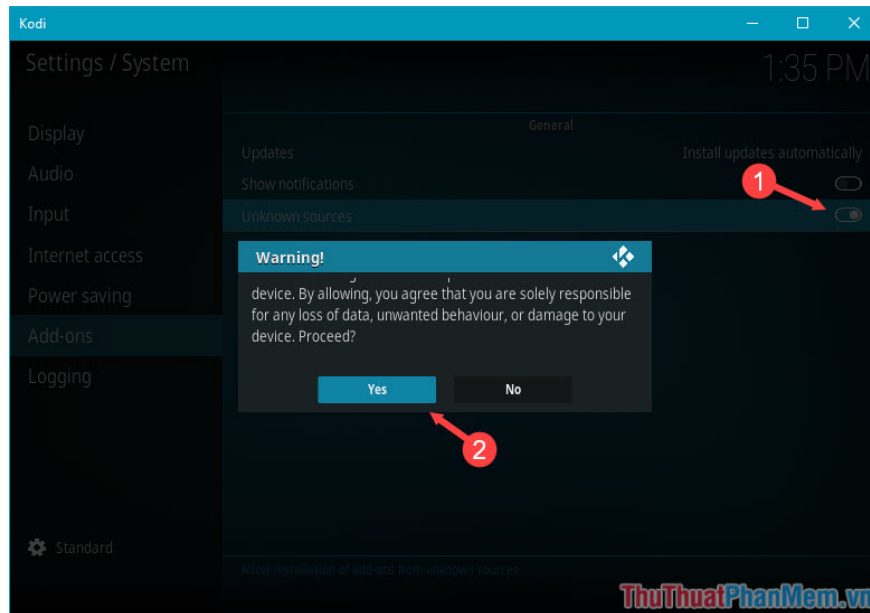 Kodi
Settings / System
1:35 PM
Display
Audio
Input
Internet access
Power saving
Add-ons
Logging
Standard
General
Updates
Install updates automatically
Show notifications
1
Unknown sources
Warning!
device. By allowing, you agree that you are solely responsible
for any loss of data, unwanted behaviour, or damage to your
device. Proceed?
Yes
No
2
Allow installation of add-ons from unknown sources.
ThuThuatPhanMem.vn